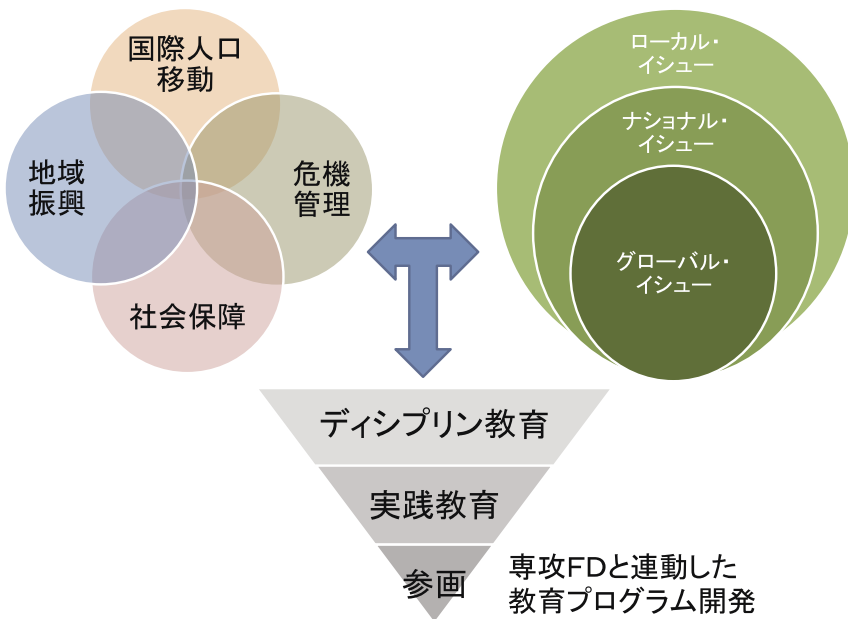 国際人口
移動
地域
振興
危機
管理
社会保障
ローカル・
イシュー
ナショナル・
イシュー
グローバル・
イシュー
ディシプリン教育
実践教育
参画
専攻FDと連動した
教育プログラム開発